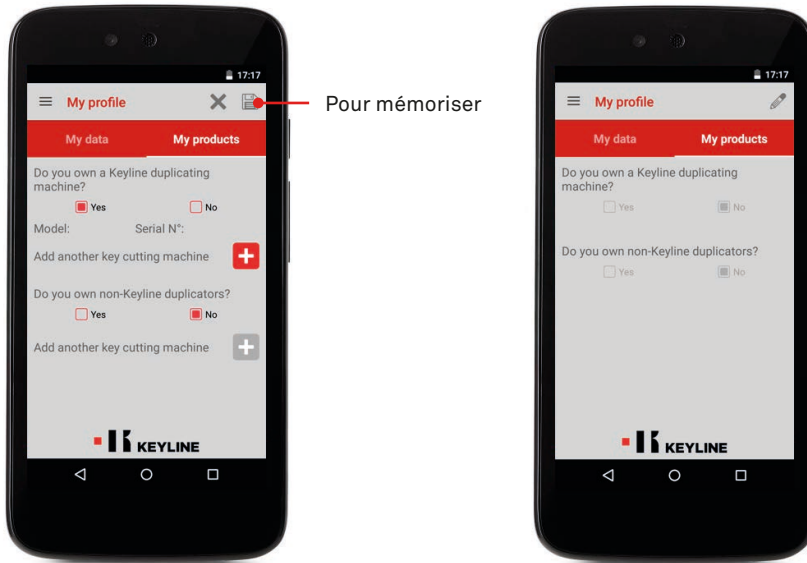 17:17
My profile
My data
My products
Do you own a Keyline duplicating
machine?
Yes
No
Model:
Serial N°:
Add another key cutting machine
Do you own non-Keyline duplicators?
Yes
No
Add another key cutting machine
KEYLINE
Pour mémoriser
17:17
My profile
My data
My products
Do you own a Keyline duplicating
machine?
Yes
No
Do you own non-Keyline duplicators?
Yes
No
KEYLINE